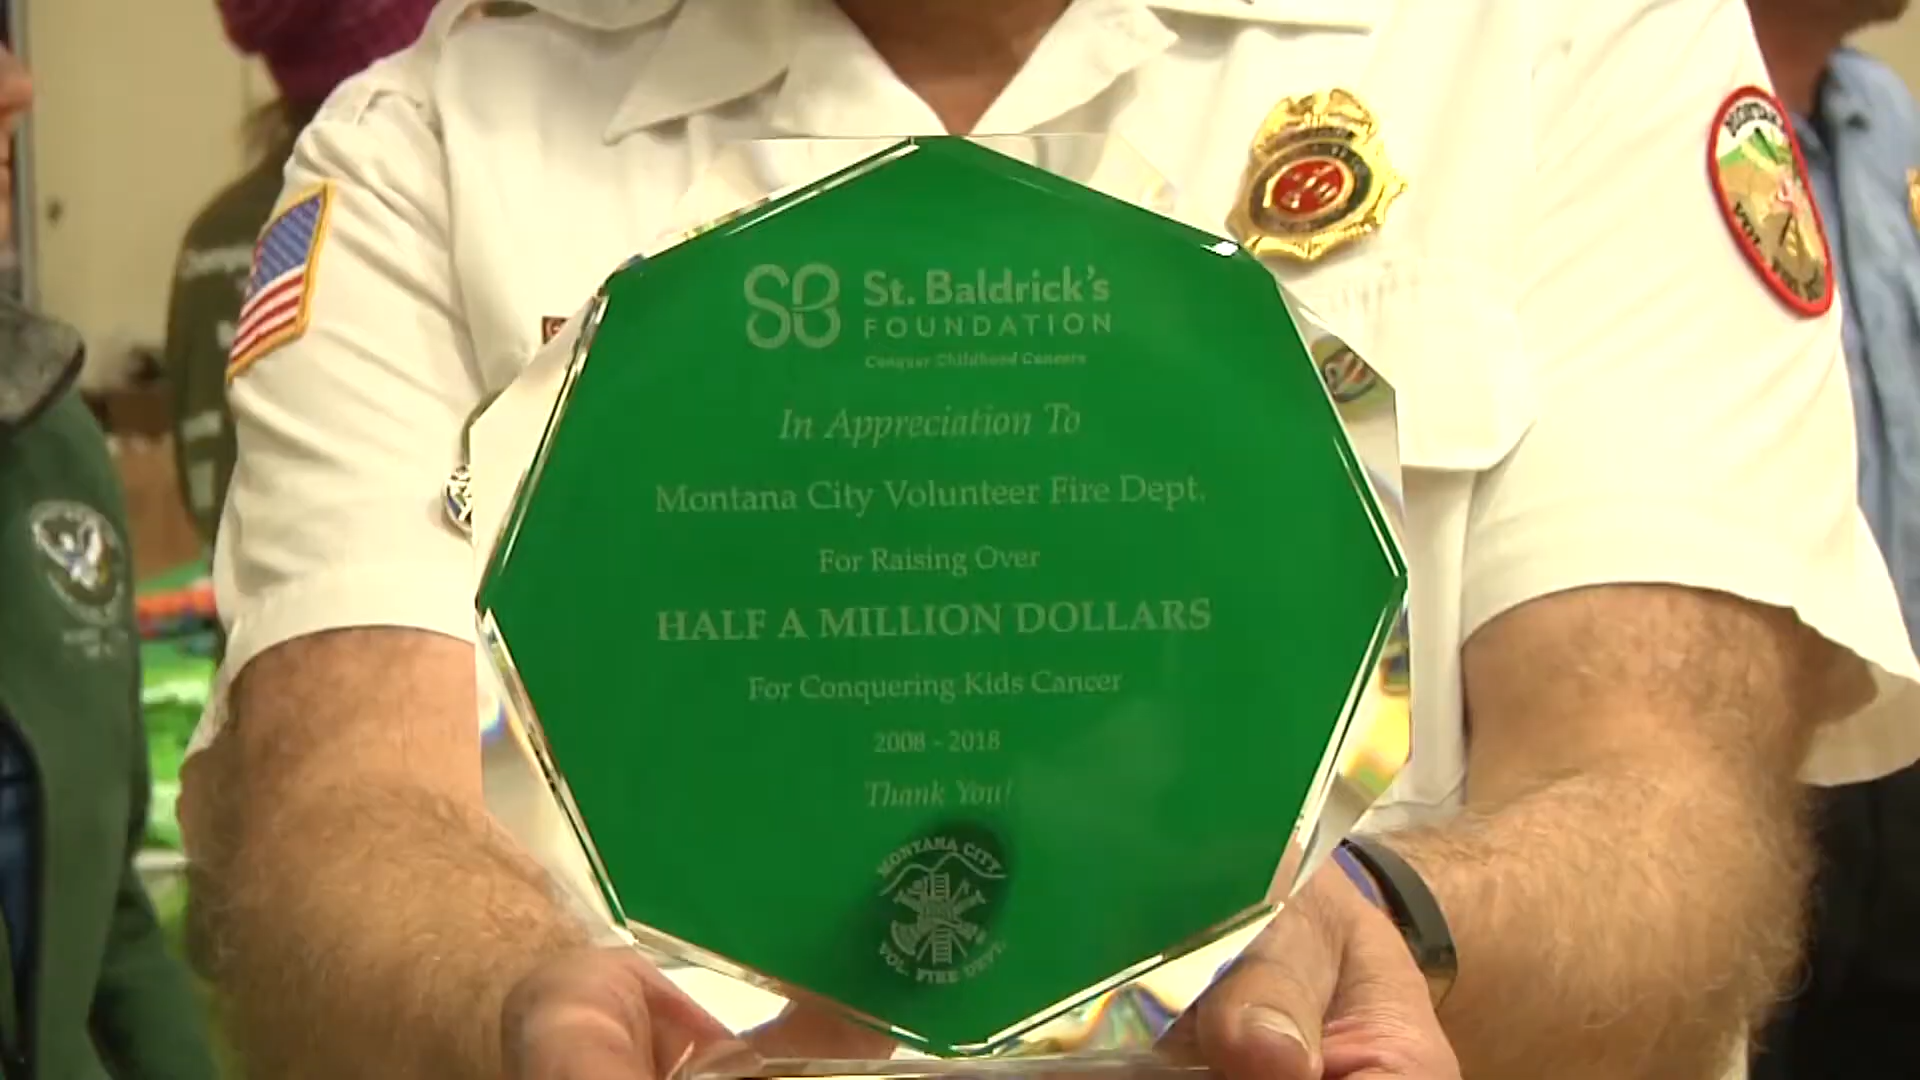 SB St. Baldrick's
FOUNDATION
Conquer Childhood Cancers
In Appreciation To
Montana City Volunteer Fire Dept.
For Raising Over
HALF A MILLION DOLLARS
For Conquering Kids Cancer
2008 - 2018
Thank You!
MONTANA CITY
VOL. FIRE DEPT.